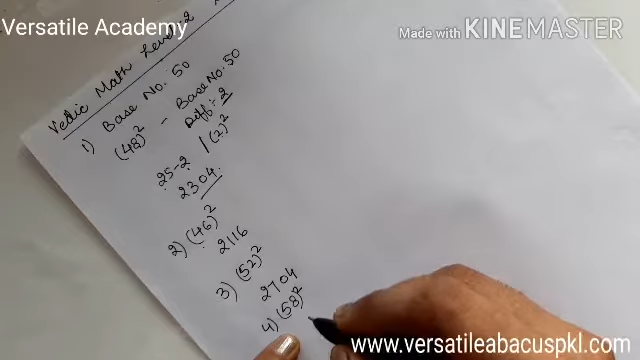 Versatile Academy
Made with KINEMASTER
Vedic Math Level:2
Base No. 50
1) (48)² - Base No. 50
Diff:- 2
25-2 / (2)²
2304
2) (46)²
2116
3) (52)²
2704
4) (58)²
www.versatileabacuspkl.com